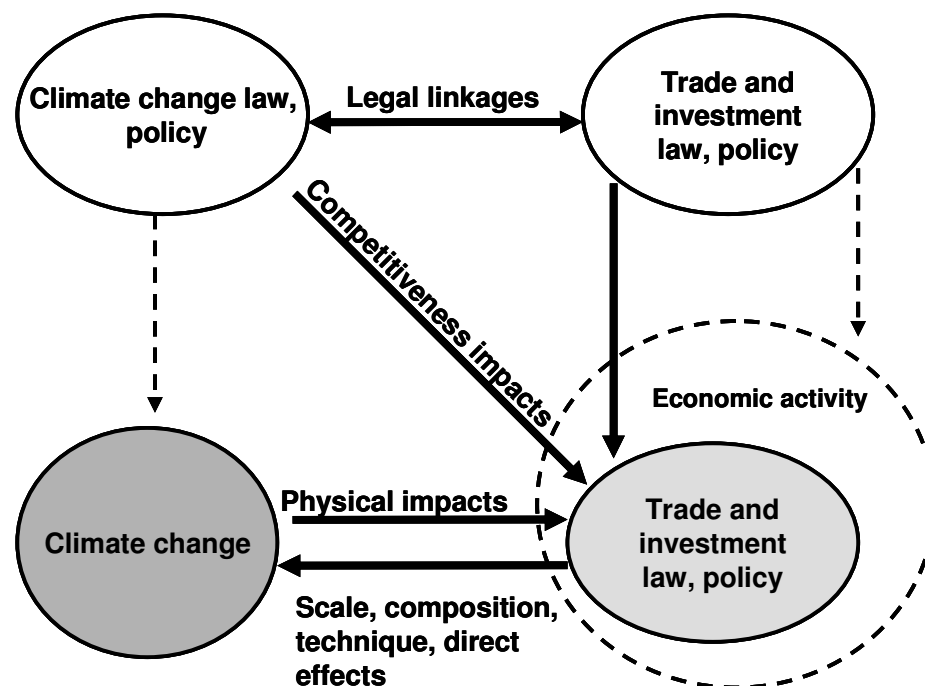 Climate change law,
policy
Legal linkages
Trade and
investment
law, policy
Competitiveness impacts
Economic activity
Physical impacts
Climate change
Trade and
investment
law, policy
Scale, composition,
technique, direct
effects